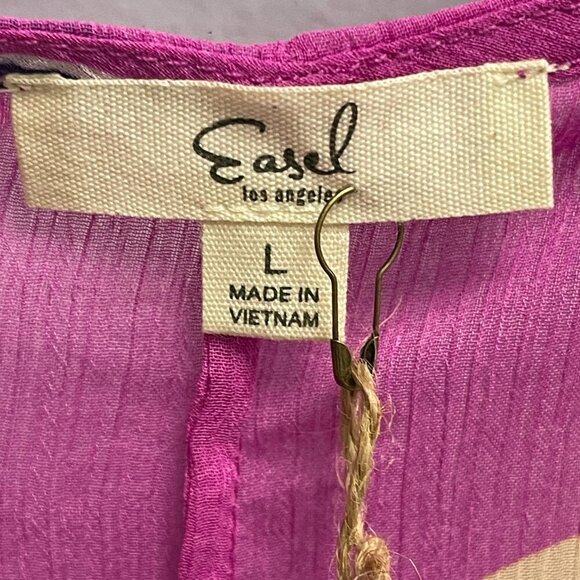 Easel
los angeles
L
MADE IN
VIETNAM